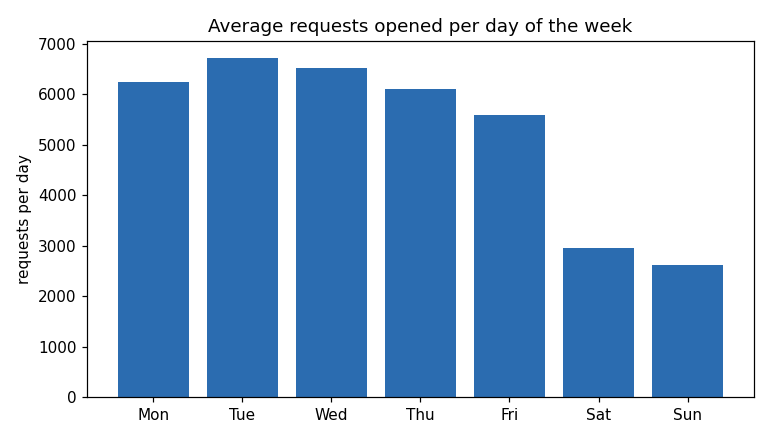 Average requests opened per day of the week
requests per day
7000
6000
5000
4000
3000
2000
1000
0
Mon Tue Wed Thu Fri Sat Sun